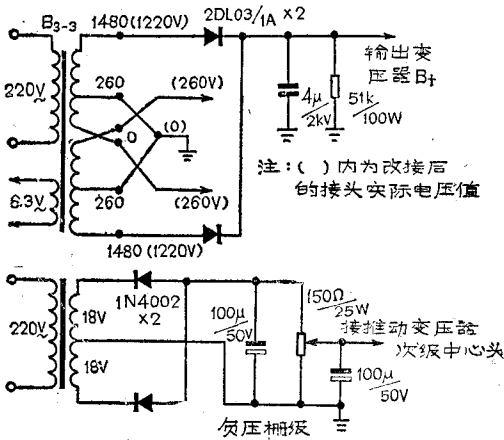 B3-3
1480(1220V)
2DL03/1A ×2
输出变
压器B†
220V~
260
(260V)
(0)
0
4μ/2kV
51k/100W
注:( )内为改接后
的接头实际电压值
6.3V~
260
(260V)
1480(1220V)
1N4002
×2
18V
220V~
18V
100μ/50V
150Ω/25W
接推动变压器
次级中心头
100μ/50V
负压栅级